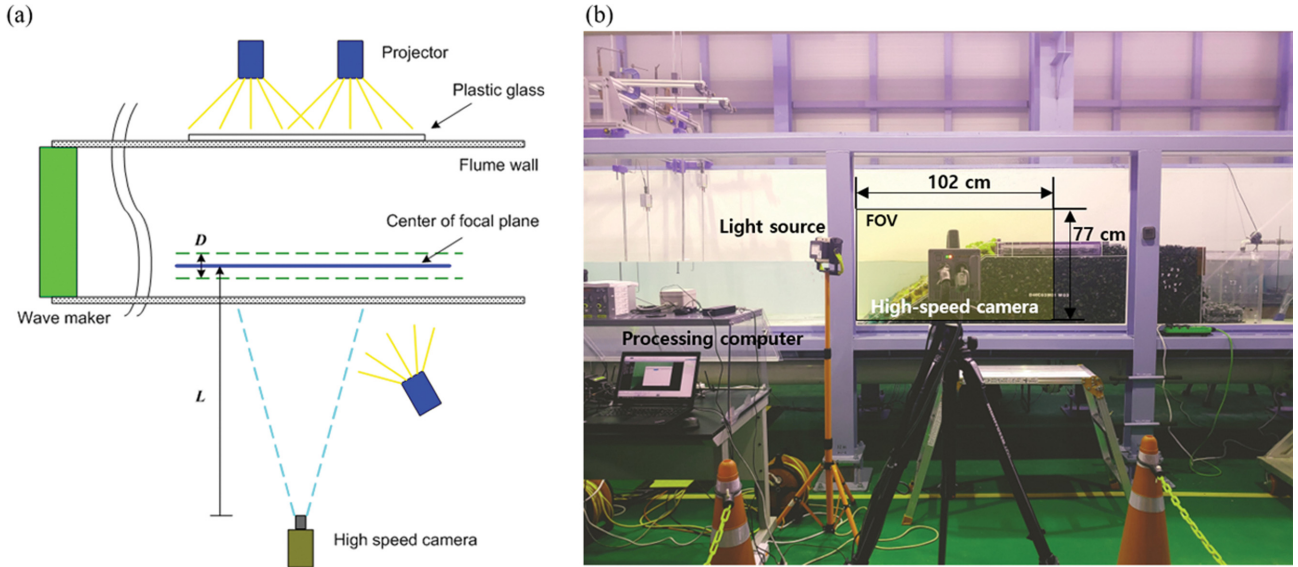 (a)
Projector
Plastic glass
Flume wall
Center of focal plane
D
Wave maker
L
High speed camera
(b)
102 cm
FOV
77 cm
Light source
High-speed camera
Processing computer